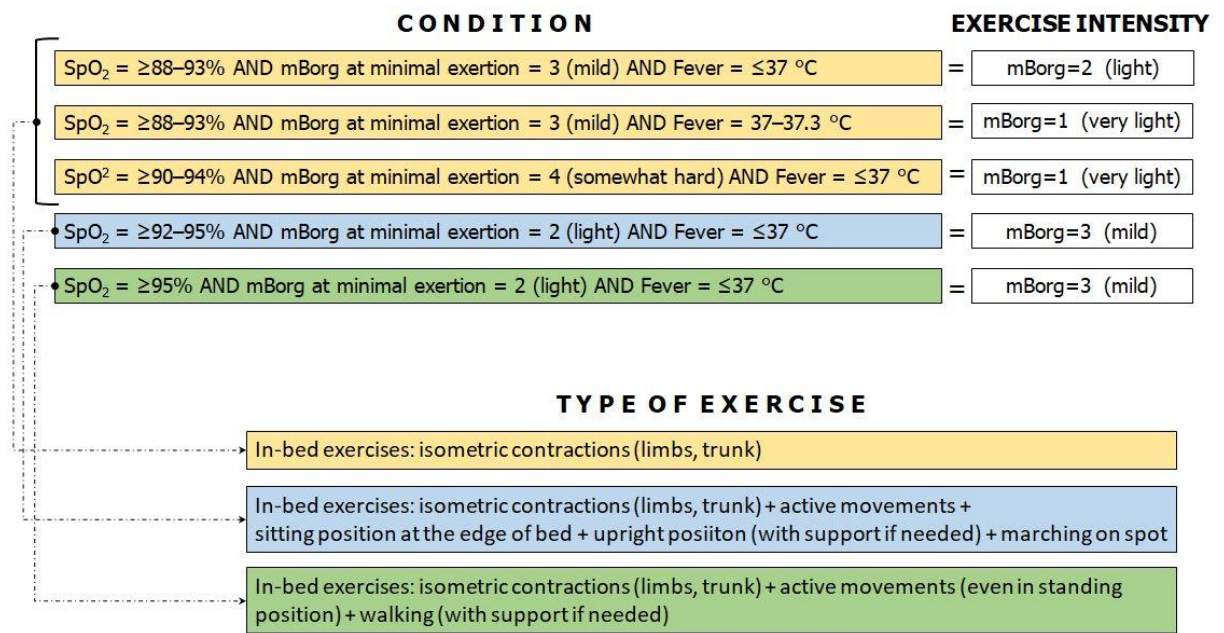 C O N D I T I O N
EXERCISE INTENSITY
SpO₂ = ≥88–93% AND mBorg at minimal exertion = 3 (mild) AND Fever = ≤37 °C
=
mBorg=2 (light)
SpO₂ = ≥88–93% AND mBorg at minimal exertion = 3 (mild) AND Fever = 37–37.3 °C
=
mBorg=1 (very light)
SpO² = ≥90–94% AND mBorg at minimal exertion = 4 (somewhat hard) AND Fever = ≤37 °C
=
mBorg=1 (very light)
SpO₂ = ≥92–95% AND mBorg at minimal exertion = 2 (light) AND Fever = ≤37 °C
=
mBorg=3 (mild)
SpO₂ = ≥95% AND mBorg at minimal exertion = 2 (light) AND Fever = ≤37 °C
=
mBorg=3 (mild)
T Y P E O F E X E R C I S E
In-bed exercises: isometric contractions (limbs, trunk)
In-bed exercises: isometric contractions (limbs, trunk) + active movements +
sitting position at the edge of bed + upright posiiton (with support if needed) + marching on spot
In-bed exercises: isometric contractions (limbs, trunk) + active movements (even in standing
position) + walking (with support if needed)